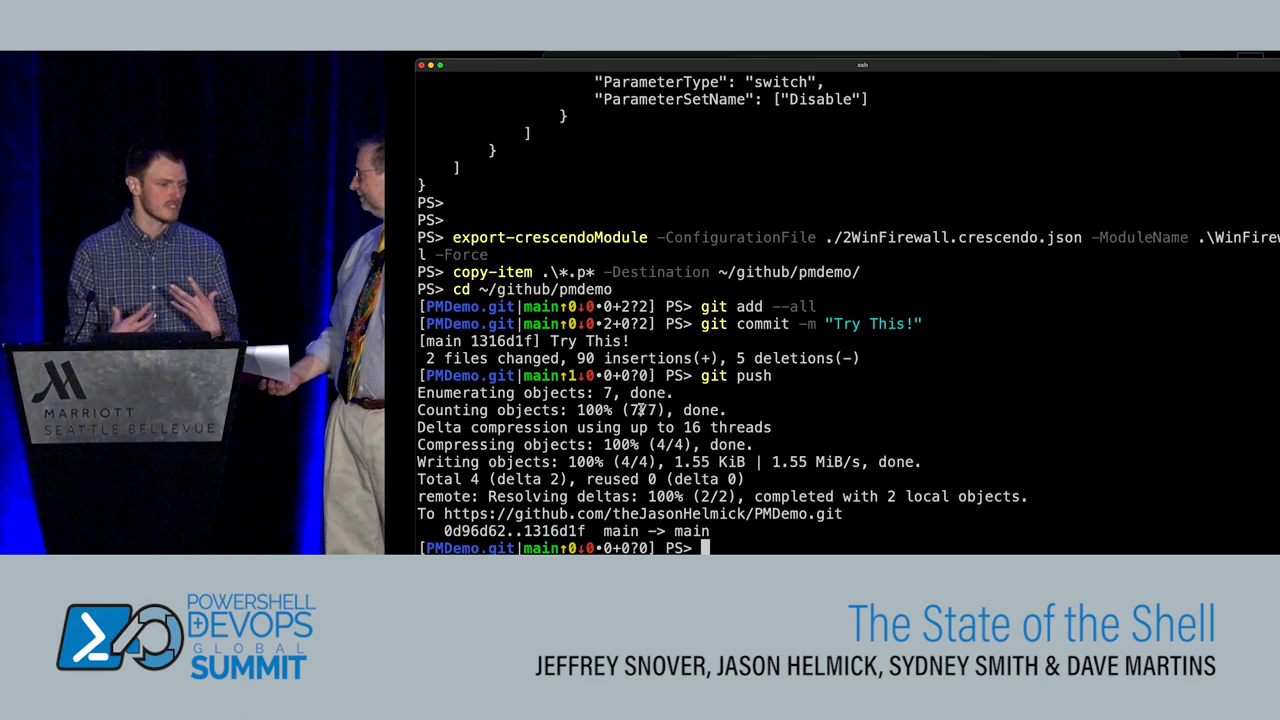 ssh
"ParameterType": "switch",
"ParameterSetName": ["Disable"]
}
]
}
]
}
PS>
PS>
PS> export-crescendoModule -ConfigurationFile ./2WinFirewall.crescendo.json -ModuleName .\WinFirew
l -Force
PS> copy-item .\*.p* -Destination ~/github/pmdemo/
PS> cd ~/github/pmdemo
[PMDemo.git|main↑0↓0•0+2?2] PS> git add --all
[PMDemo.git|main↑0↓0•2+0?2] PS> git commit -m "Try This!"
[main 1316d1f] Try This!
2 files changed, 90 insertions(+), 5 deletions(-)
[PMDemo.git|main↑1↓0•0+0?0] PS> git push
Enumerating objects: 7, done.
Counting objects: 100% (7/7), done.
Delta compression using up to 16 threads
Compressing objects: 100% (4/4), done.
Writing objects: 100% (4/4), 1.55 KiB | 1.55 MiB/s, done.
Total 4 (delta 2), reused 0 (delta 0)
remote: Resolving deltas: 100% (2/2), completed with 2 local objects.
To https://github.com/theJasonHelmick/PMDemo.git
0d96d62..1316d1f main -> main
[PMDemo.git|main↑0↓0•0+0?0] PS>
MARRIOTT
SEATTLE BELLEVUE
POWERSHELL
+DEVOPS
GLOBAL
SUMMIT
The State of the Shell
JEFFREY SNOVER, JASON HELMICK, SYDNEY SMITH & DAVE MARTINS